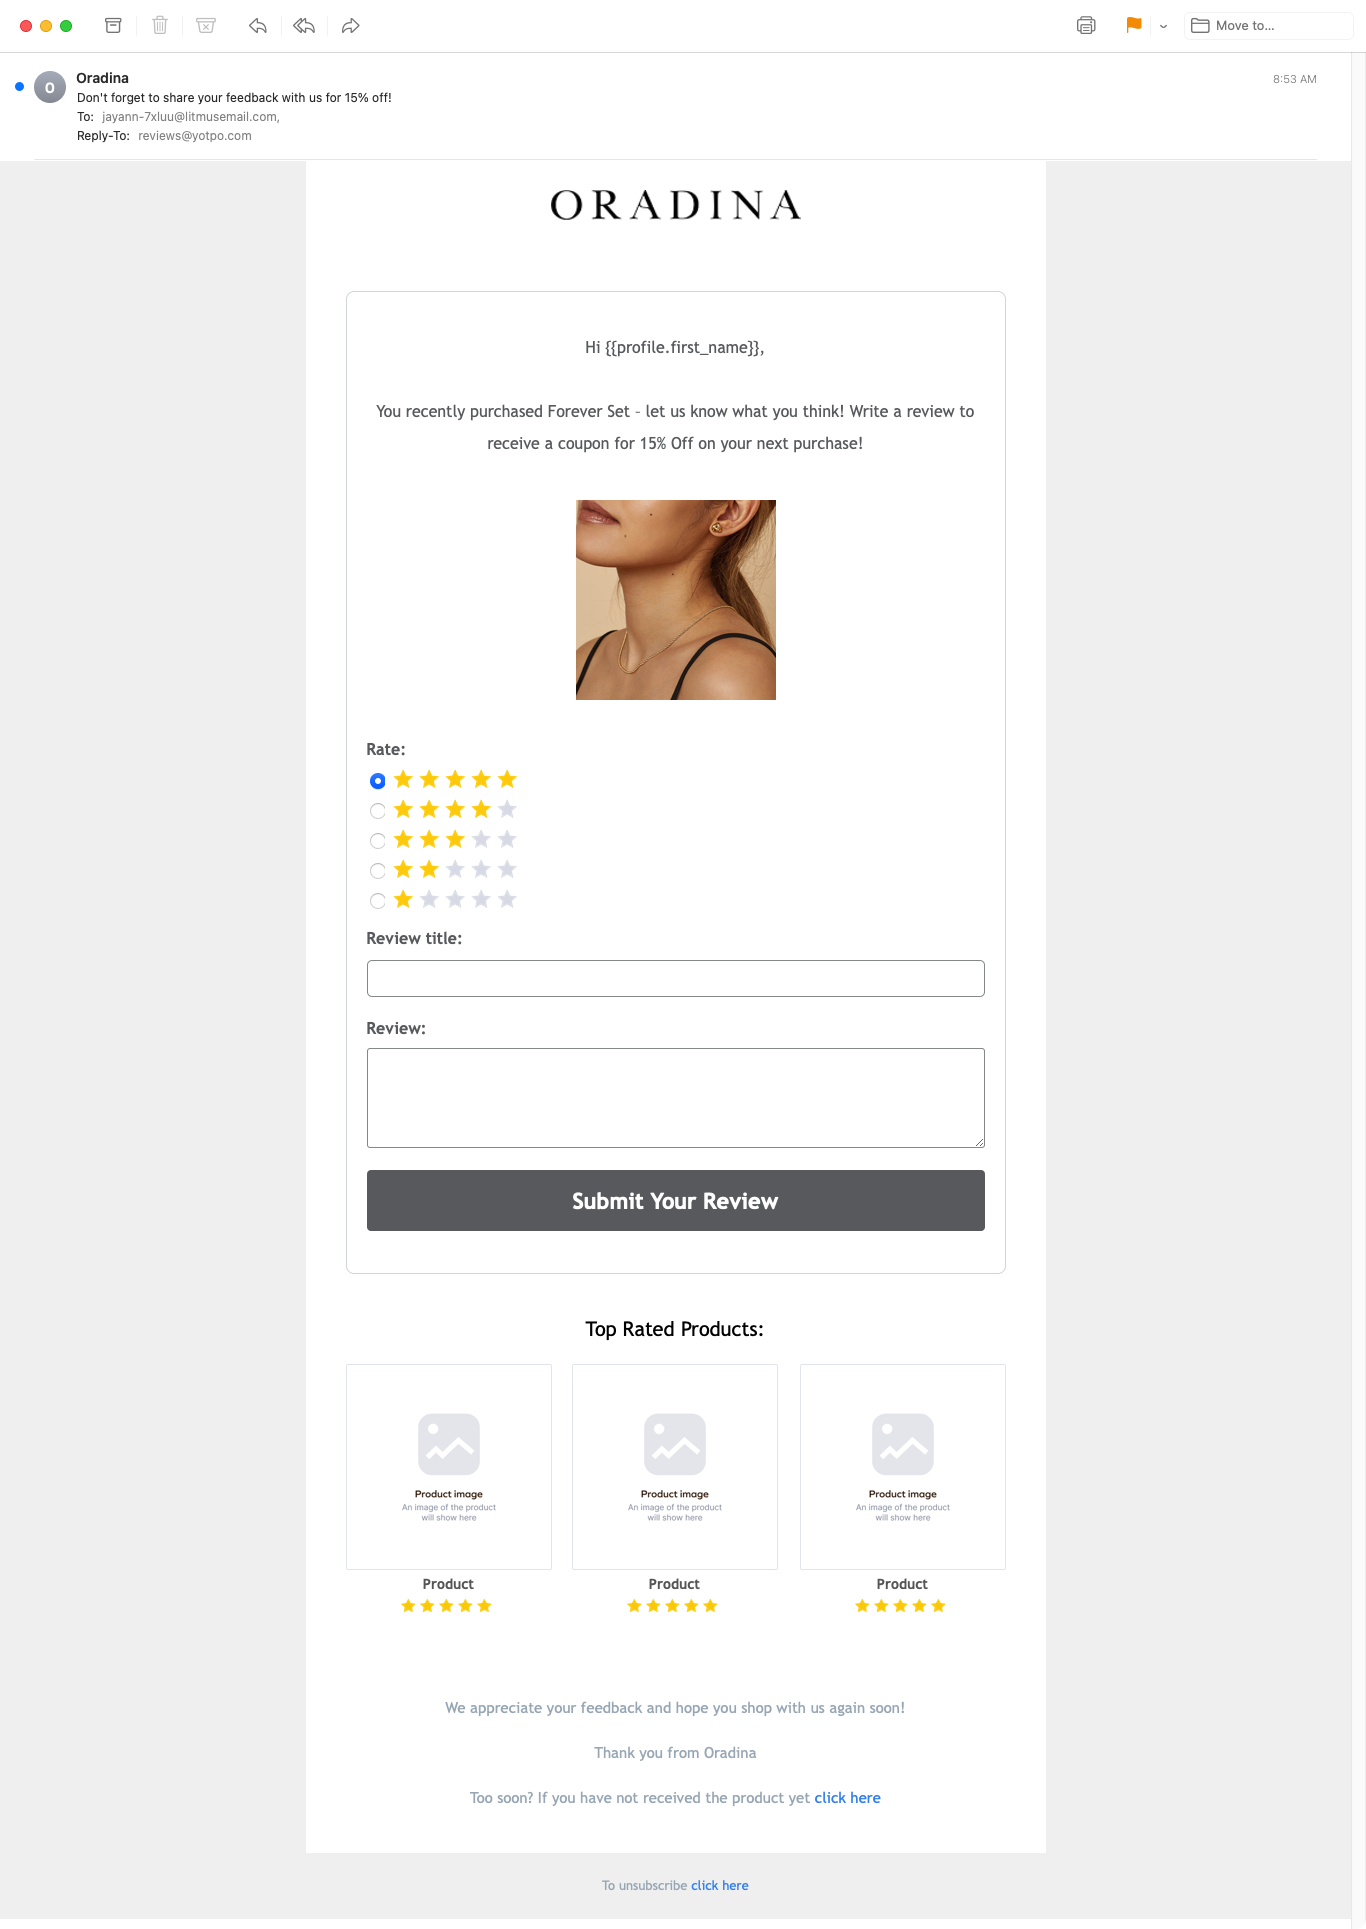 Move to...
O
Oradina
8:53 AM
Don't forget to share your feedback with us for 15% off!
To: jayann-7xluu@litmusemail.com,
Reply-To: reviews@yotpo.com
ORADINA
Hi {{profile.first_name}},
You recently purchased Forever Set - let us know what you think! Write a review to
receive a coupon for 15% Off on your next purchase!
Rate:
Review title:
Review:
Submit Your Review
Top Rated Products:
Product image
An image of the product
will show here
Product
Product image
An image of the product
will show here
Product
Product image
An image of the product
will show here
Product
We appreciate your feedback and hope you shop with us again soon!
Thank you from Oradina
Too soon? If you have not received the product yet click here
To unsubscribe click here